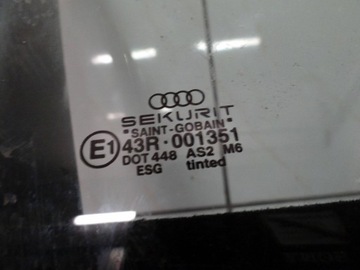 SEKURIT
"SAINT-GOBAIN"
E1 43R-001351
DOT 448 AS2 M6
ESG tinted